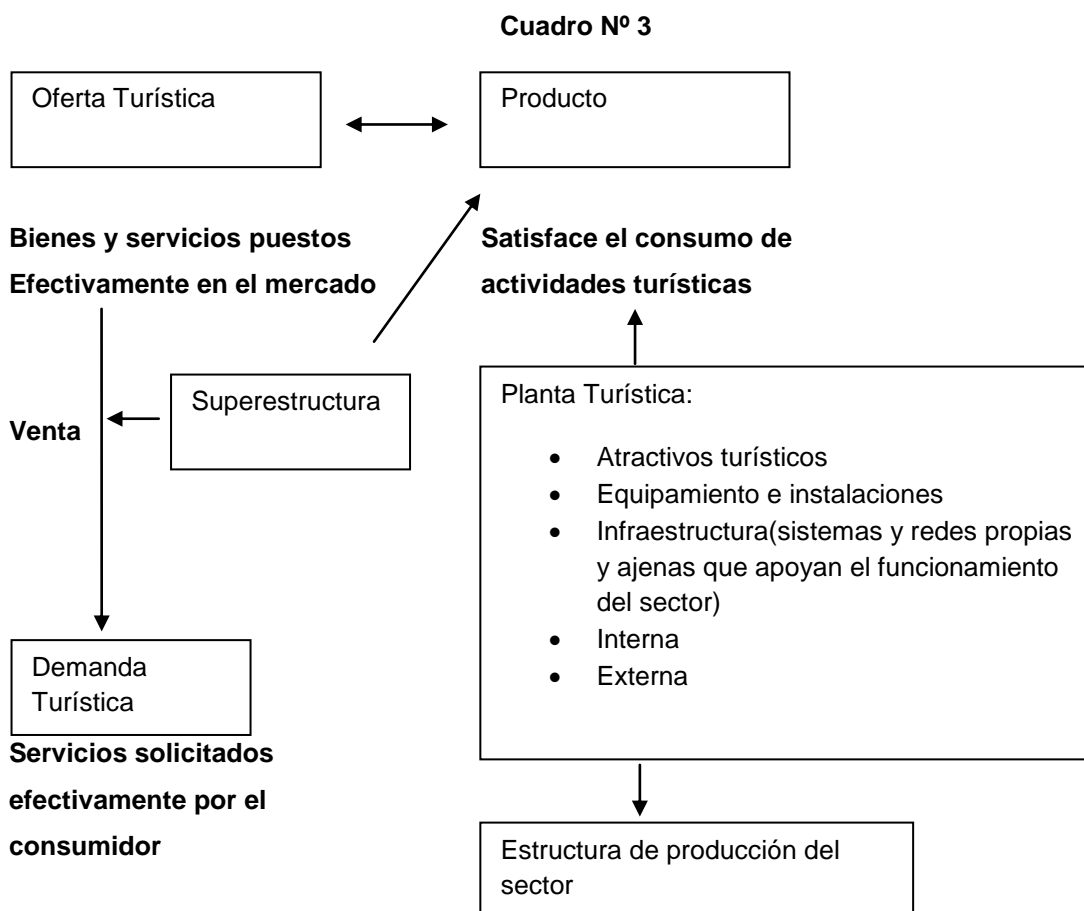 Cuadro Nº 3
Oferta Turística
Producto
Bienes y servicios puestos
Efectivamente en el mercado
Satisface el consumo de
actividades turísticas
Superestructura
Venta
Planta Turística:
• Atractivos turísticos
• Equipamiento e instalaciones
• Infraestructura(sistemas y redes propias
y ajenas que apoyan el funcionamiento
del sector)
• Interna
• Externa
Demanda
Turística
Servicios solicitados
efectivamente por el
consumidor
Estructura de producción del
sector